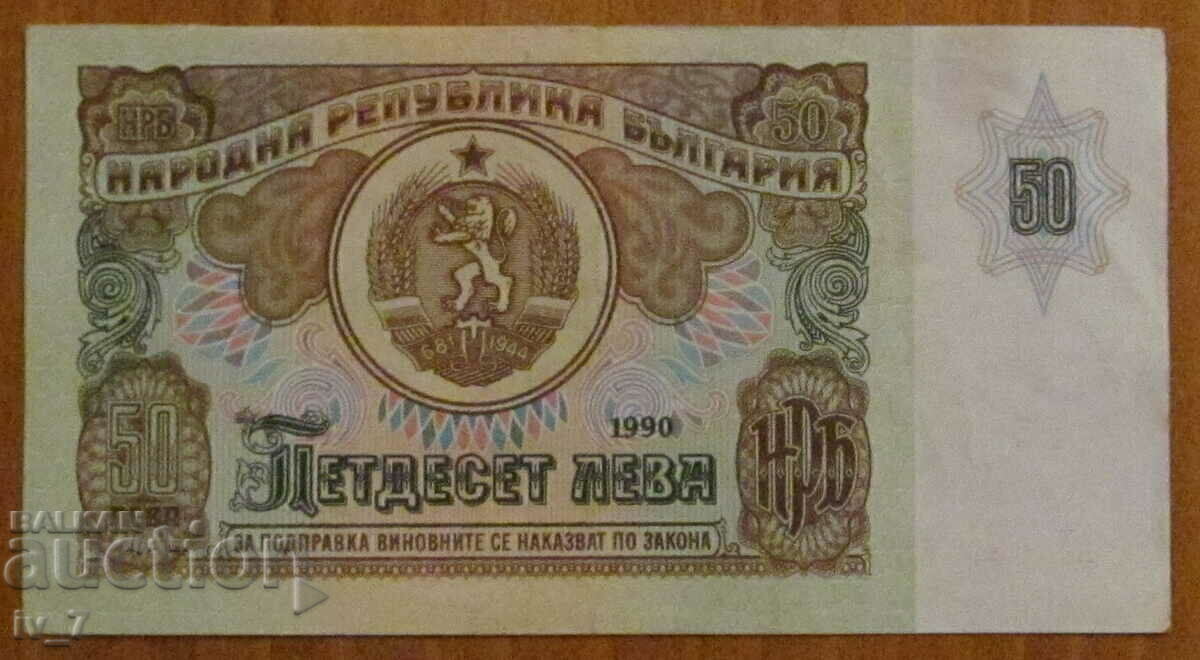 НАРОДНА РЕПУБЛИКА БЪЛГАРИЯ
НРБ
50
50
681 1944
1990
50
ПЕТДЕСЕТ ЛЕВА
НРБ
ЗА ПОДПРАВКА ВИНОВНИТЕ СЕ НАКАЗВАТ ПО ЗАКОНА
BALKAN
auction
iv_7